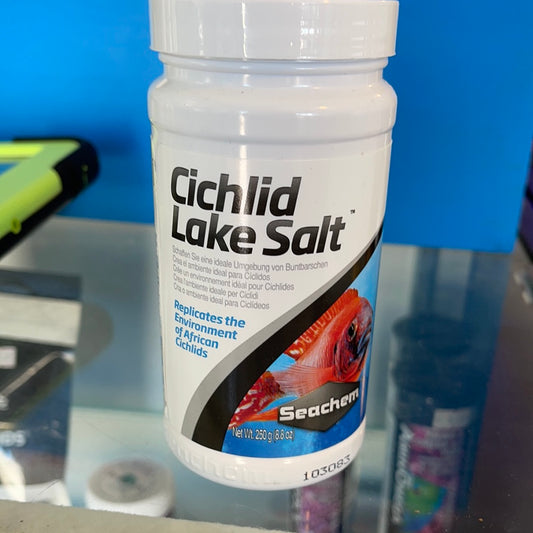 Cichlid
Lake Salt™
Schaffen Sie eine ideale Umgebung von Buntbarschen
Crea el ambiente ideal para Cíclidos
Crée un environnement idéal pour Cichlides
Crea l'ambiente ideale per Ciclidi
Cria o ambiente ideal para Ciclídeos
Replicates the
Environment
of African
Cichlids
Seachem
Net Wt. 250 g (8.8 oz)
103083